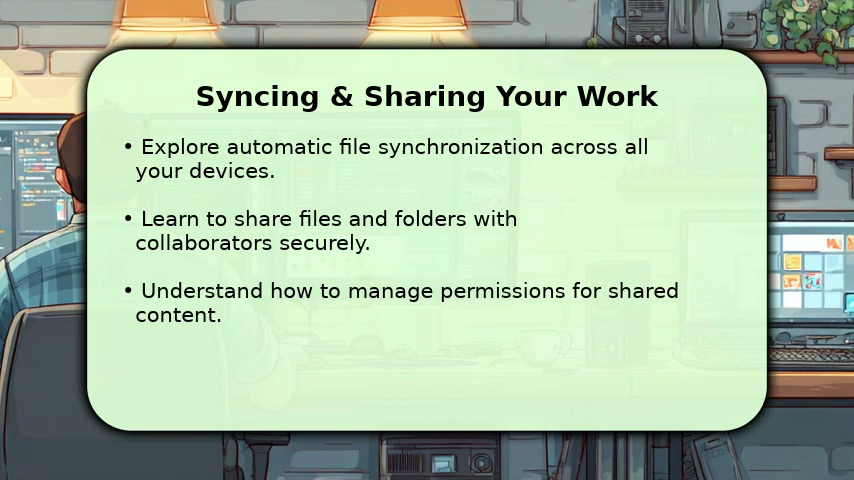 Syncing & Sharing Your Work
• Explore automatic file synchronization across all
your devices.
• Learn to share files and folders with
collaborators securely.
• Understand how to manage permissions for shared
content.